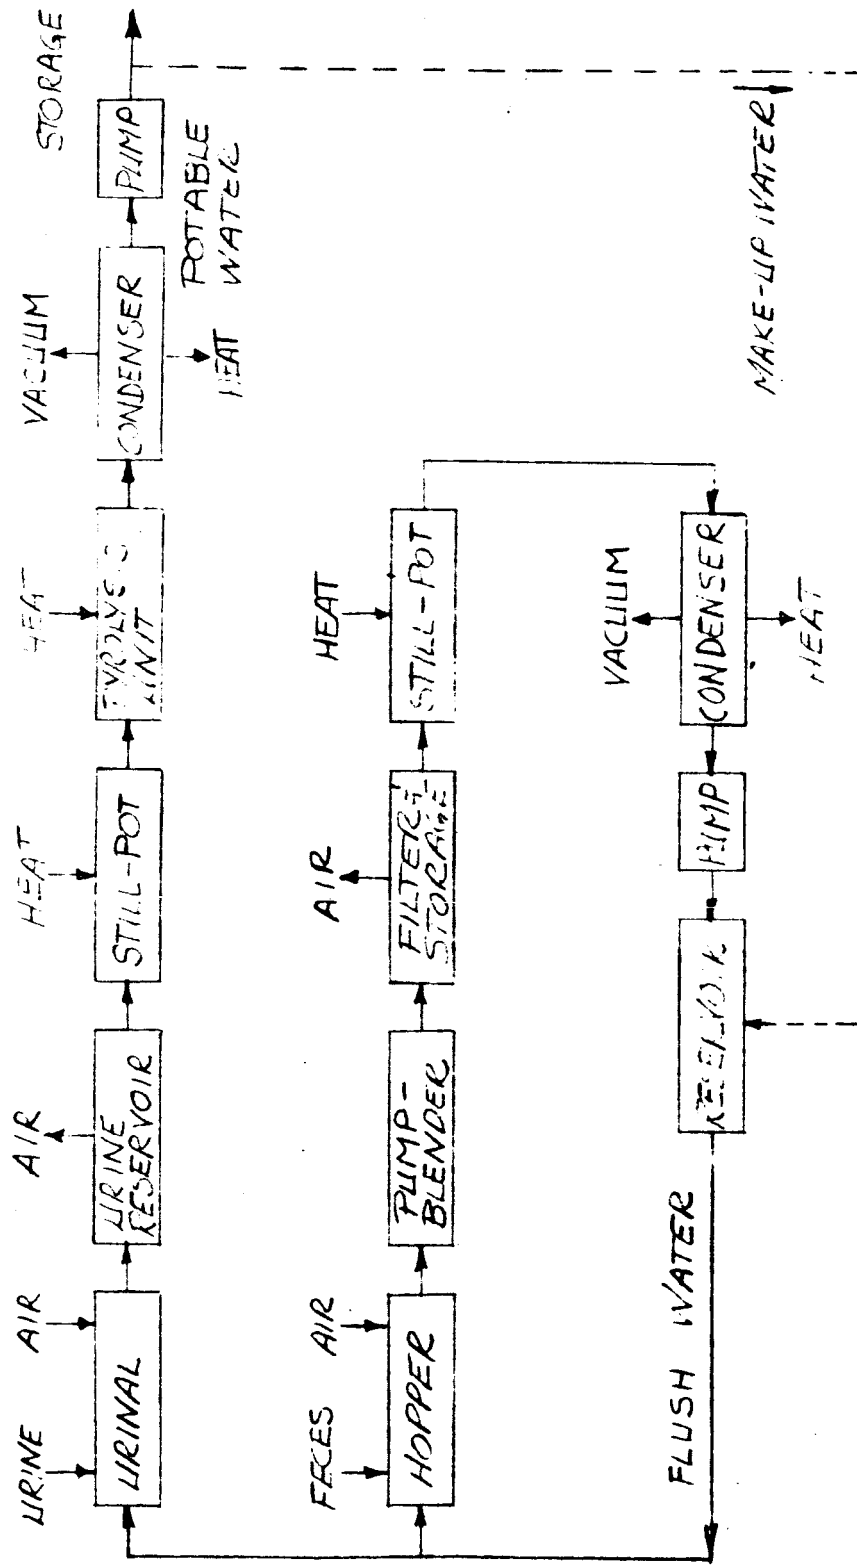 URINE
AIR
AIR
HEAT
HEAT
VACUUM
STORAGE
URINAL
URINE
RESERVOIR
STILL-POT
PYROLYSIS
UNIT
CONDENSER
PUMP
HEAT
POTABLE
WATER
FECES
AIR
AIR
HEAT
HOPPER
PUMP-
BLENDER
FILTER &
STORAGE
STILL-POT
VACUUM
FLUSH WATER
RESERVOIR
PUMP
CONDENSER
HEAT
MAKE-UP WATER